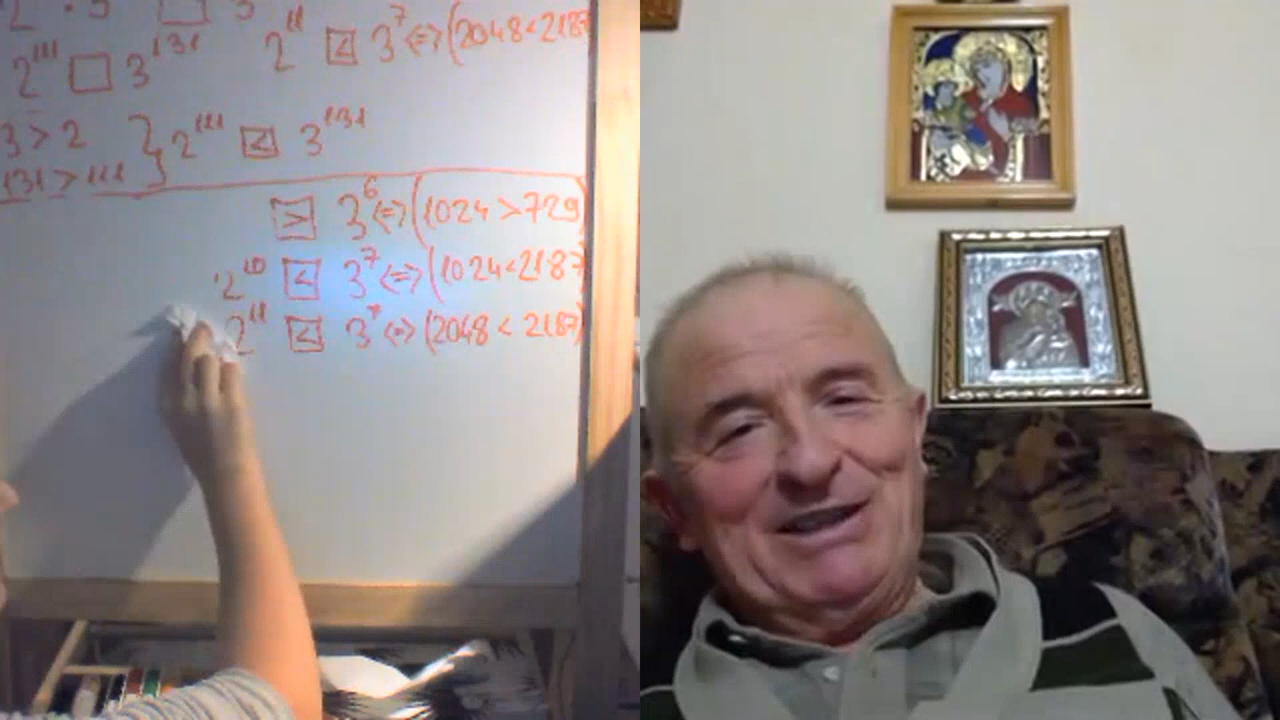 2¹¹ [<] 3⁷ <=> (2048 < 2187
2¹¹¹ □ 3¹³¹
3 > 2
131 > 111 } 2¹¹¹ [<] 3¹³¹
[>] 3⁶ <=> (1024 > 729
2¹⁰ [<] 3⁷ <=> (1024 < 2187
2¹¹ [<] 3⁷ <=> (2048 < 2187)